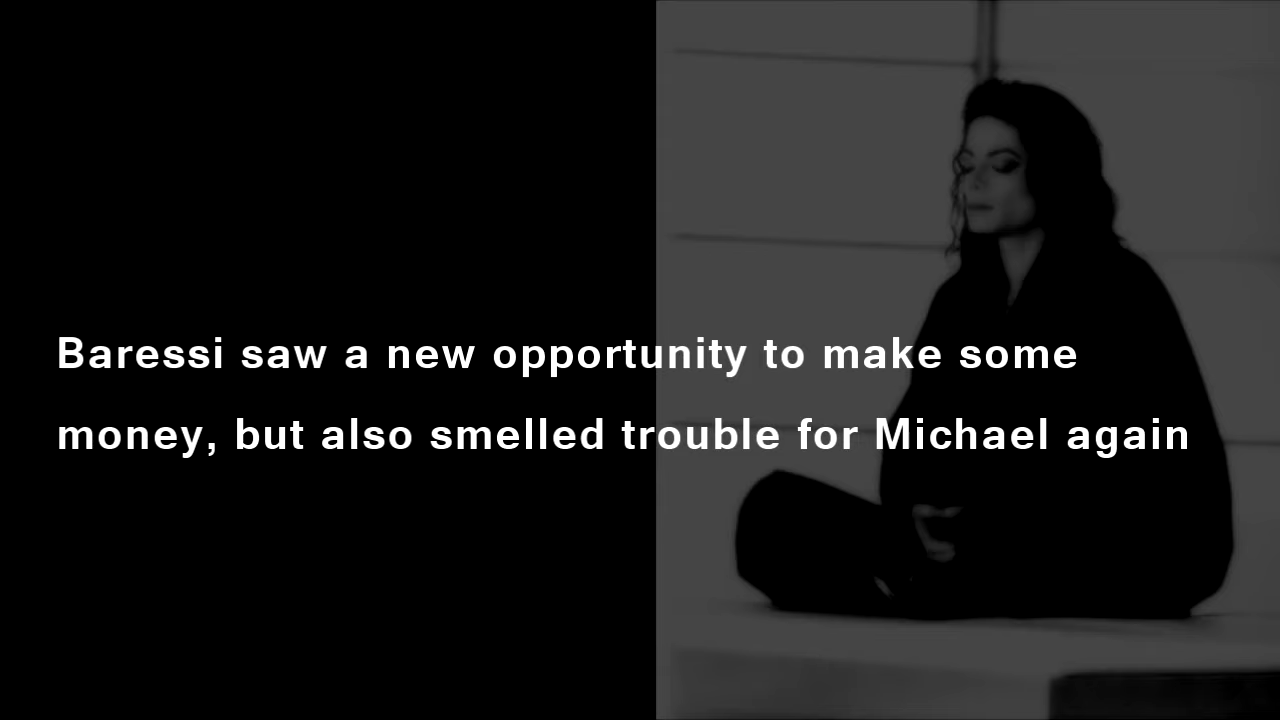 Baressi saw a new opportunity to make some
money, but also smelled trouble for Michael again